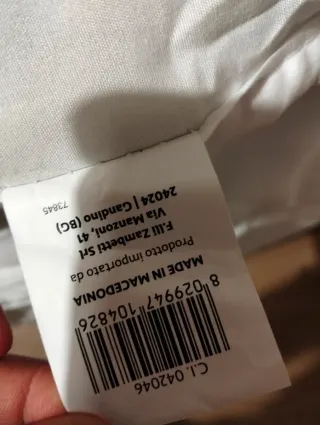 C.I. 042046
8 029947 104826
MADE IN MACEDONIA
Prodotto importato da
F.lli Zambetti Srl
Via Manzoni, 41
24024 | Gandino (BG)
73845